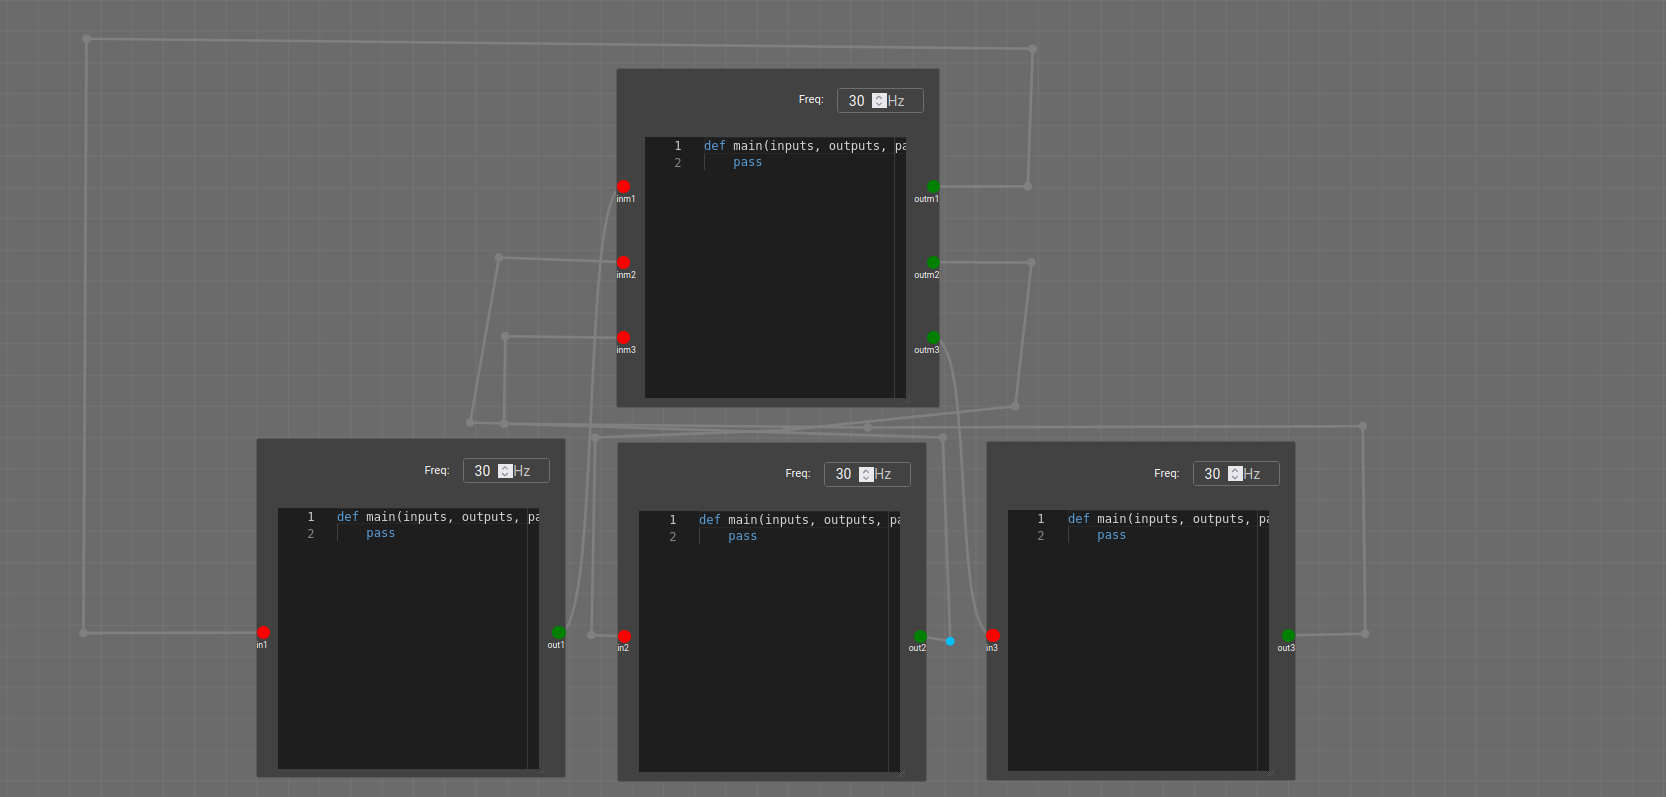 Freq: 30 Hz
1 def main(inputs, outputs, pa
2 pass
inm1
outm1
inm2
outm2
inm3
outm3
Freq: 30 Hz
1 def main(inputs, outputs, pa
2 pass
in1
out1
Freq: 30 Hz
1 def main(inputs, outputs, pa
2 pass
in2
out2
Freq: 30 Hz
1 def main(inputs, outputs, pa
2 pass
in3
out3